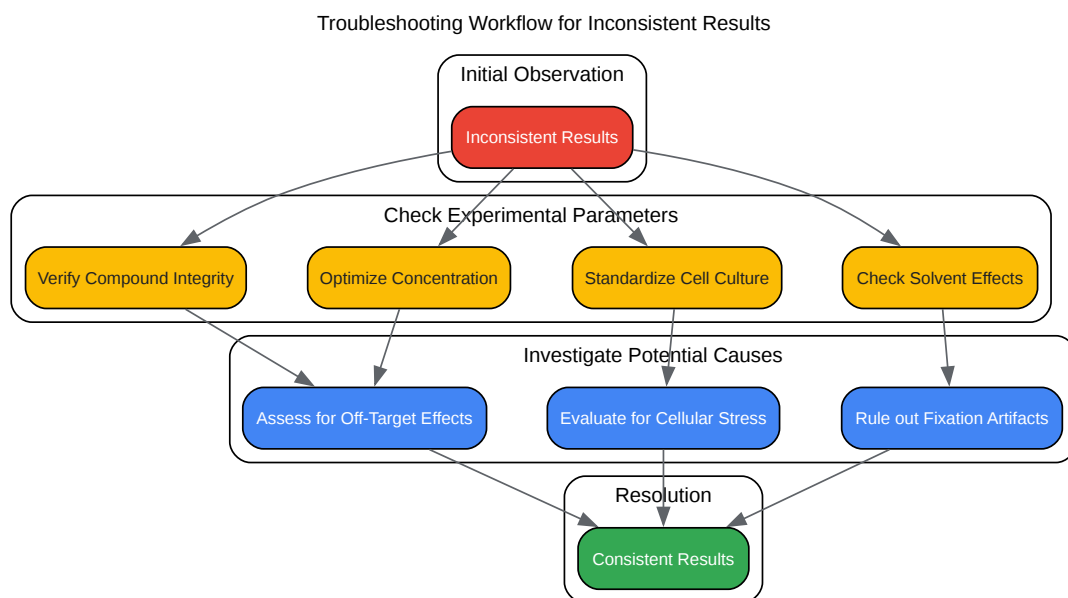 Troubleshooting Workflow for Inconsistent Results
Initial Observation
Inconsistent Results
Check Experimental Parameters
Verify Compound Integrity
Optimize Concentration
Standardize Cell Culture
Check Solvent Effects
Investigate Potential Causes
Assess for Off-Target Effects
Evaluate for Cellular Stress
Rule out Fixation Artifacts
Resolution
Consistent Results